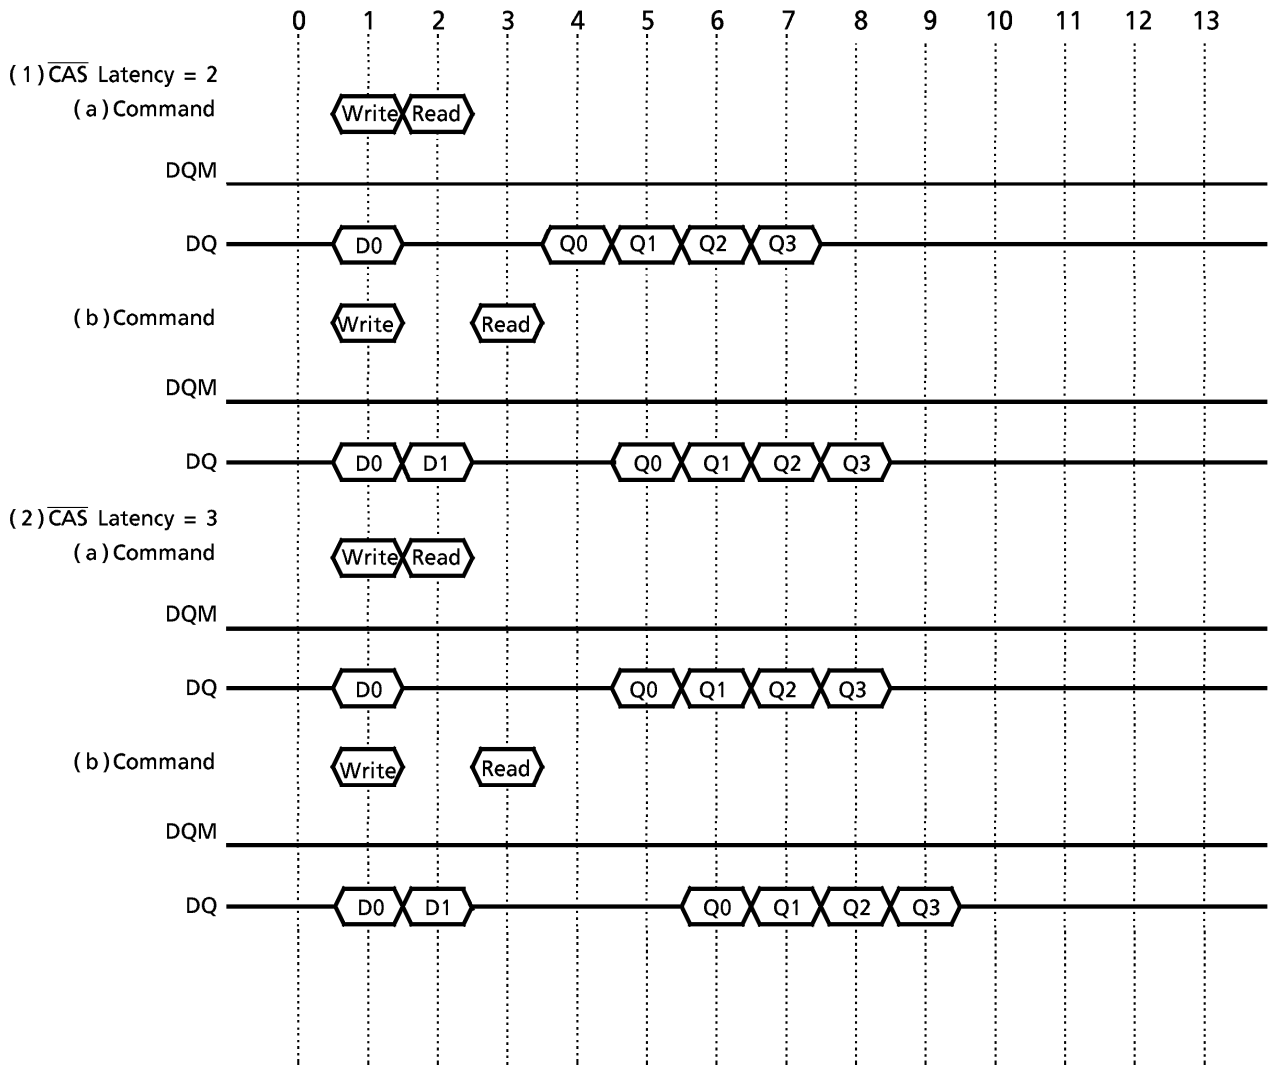 0 1 2 3 4 5 6 7 8 9 10 11 12 13
(1) CAS Latency = 2
(a) Command Write Read
DQM
DQ D0 Q0 Q1 Q2 Q3
(b) Command Write Read
DQM
DQ D0 D1 Q0 Q1 Q2 Q3
(2) CAS Latency = 3
(a) Command Write Read
DQM
DQ D0 Q0 Q1 Q2 Q3
(b) Command Write Read
DQM
DQ D0 D1 Q0 Q1 Q2 Q3